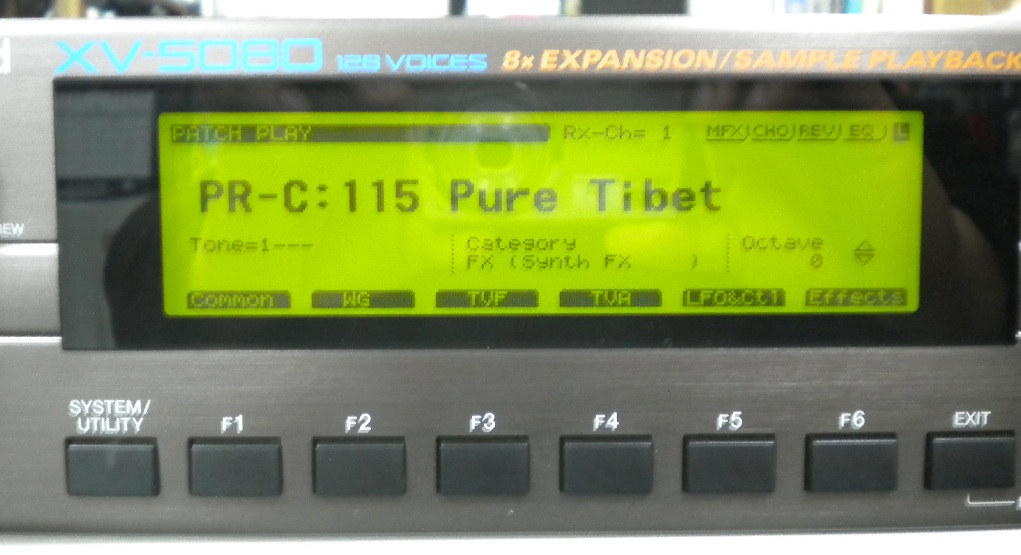 d XV-5080 128 VOICES 8x EXPANSION/SAMPLE PLAYBACK
PATCH PLAY Rx-Ch= 1 MFX CHO REV EQ L
PR-C:115 Pure Tibet
Tone=1--- Category Octave
FX (Synth FX ) 0
Common WG TVF TVA LFO&Ctl Effects
EW
SYSTEM/
UTILITY F1 F2 F3 F4 F5 F6 EXIT